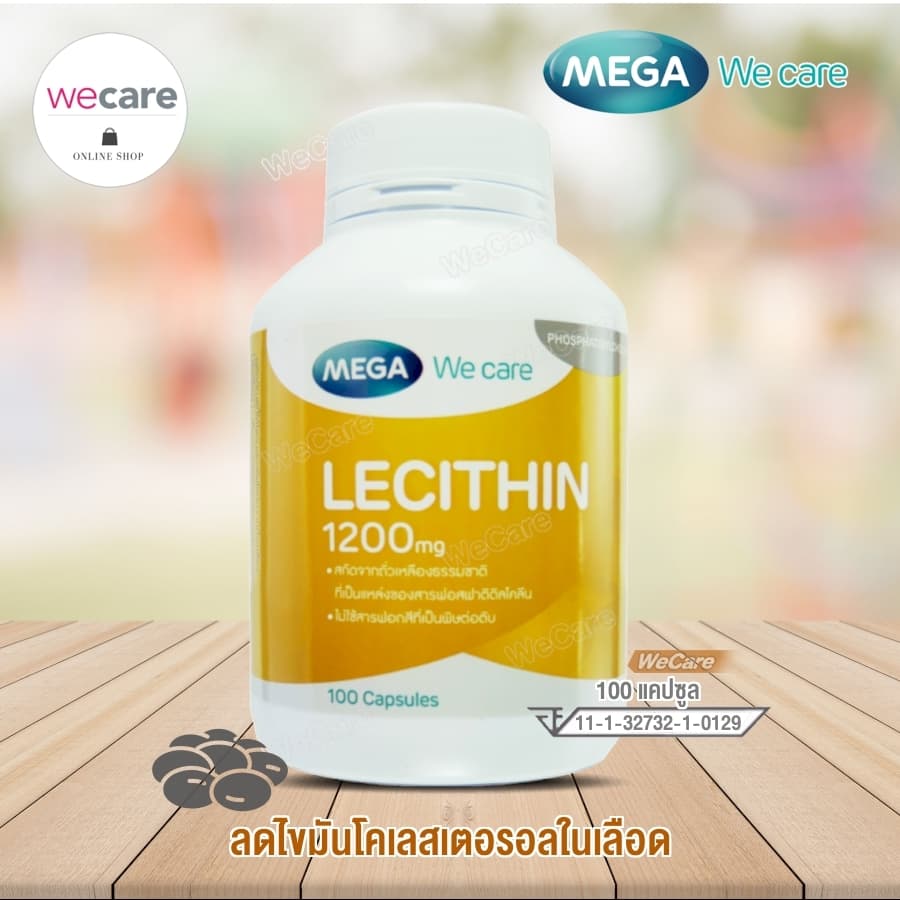 wecare
ONLINE SHOP
MEGA We care
WeCare
WeCare
MEGA We care
WeCare
LECITHIN
1200mg
WeCare
• สกัดจากถั่วเหลืองธรรมชาติ
ที่เป็นแหล่งของสารฟอสฟาติดิลโคลีน
• ไม่ใช้สารฟอกสีที่เป็นพิษต่อตับ
WeCare
WeCare
100 Capsules
100 แคปซูล
11-1-32732-1-0129
WeCare
ลดไขมันโคเลสเตอรอลในเลือด